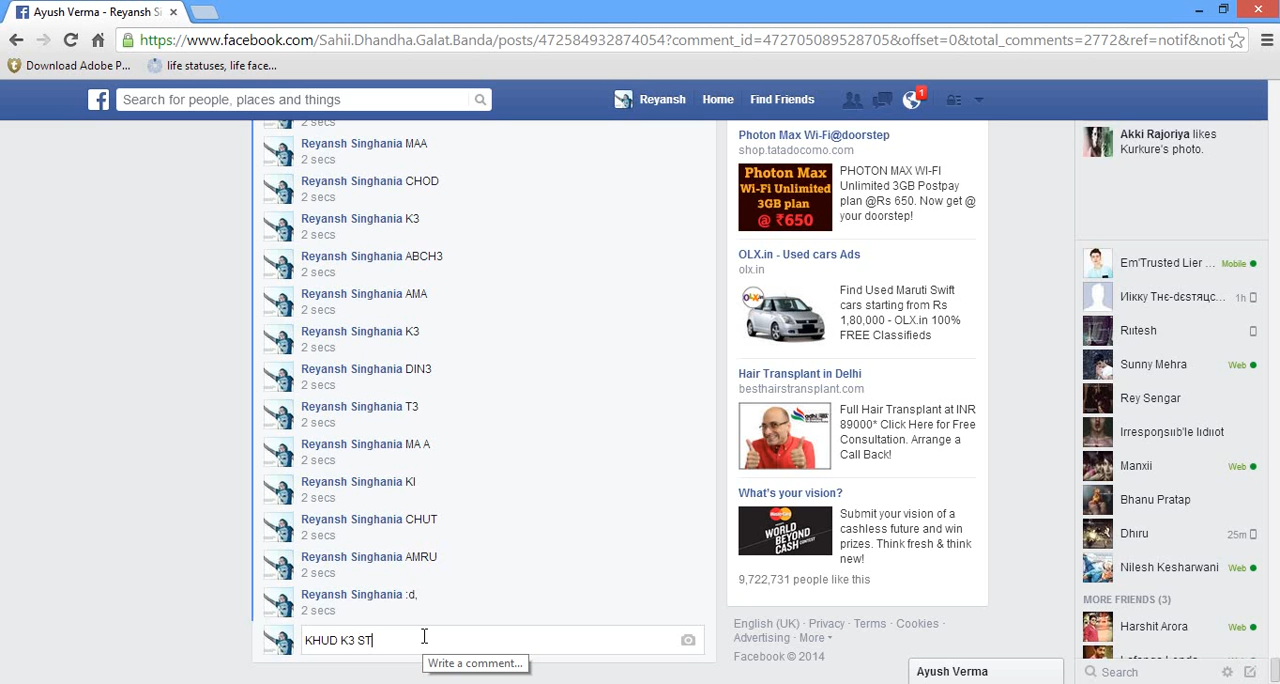 Ayush Verma - Reyansh Si
https://www.facebook.com/Sahii.Dhandha.Galat.Banda/posts/472584932874054?comment_id=472705089528705&offset=0&total_comments=2772&ref=notif&noti
Download Adobe P...
life statuses, life face...
Search for people, places and things
Reyansh
Home
Find Friends
1
2 secs
Reyansh Singhania MAA
2 secs
Reyansh Singhania CHOD
2 secs
Reyansh Singhania K3
2 secs
Reyansh Singhania ABCH3
2 secs
Reyansh Singhania AMA
2 secs
Reyansh Singhania K3
2 secs
Reyansh Singhania DIN3
2 secs
Reyansh Singhania T3
2 secs
Reyansh Singhania MA A
2 secs
Reyansh Singhania KI
2 secs
Reyansh Singhania CHUT
2 secs
Reyansh Singhania AMRU
2 secs
Reyansh Singhania :d,
2 secs
KHUD K3 ST
Write a comment...
Photon Max Wi-Fi@doorstep
shop.tatadocomo.com
Photon Max
Wi-Fi Unlimited
3GB plan
@ ₹650
PHOTON MAX WI-FI
Unlimited 3GB Postpay
plan @Rs 650. Now get @
your doorstep!
OLX.in - Used cars Ads
olx.in
OLX
Find Used Maruti Swift
cars starting from Rs
1,80,000 - OLX.in 100%
FREE Classifieds
Hair Transplant in Delhi
besthairstransplant.com
Full Hair Transplant at INR
89000* Click Here for Free
Consultation. Arrange a
Call Back!
What's your vision?
WORLD
BEYOND
CASH
Submit your vision of a
cashless future and win
prizes. Think fresh & think
new!
9,722,731 people like this
English (UK) · Privacy · Terms · Cookies ·
Advertising · More
Facebook © 2014
Ayush Verma
Akki Rajoriya likes
Kurkure's photo.
Em'Trusted Lier ... Mobile
Иikky Tнє-dєsтяцc... 1h
Riitesh
Sunny Mehra Web
Rey Sengar
Irresponsıib'le Iıdiıot
Manxii Web
Bhanu Pratap
Dhiru 25m
Nilesh Kesharwani Web
MORE FRIENDS (3)
Harshit Arora Web
Search